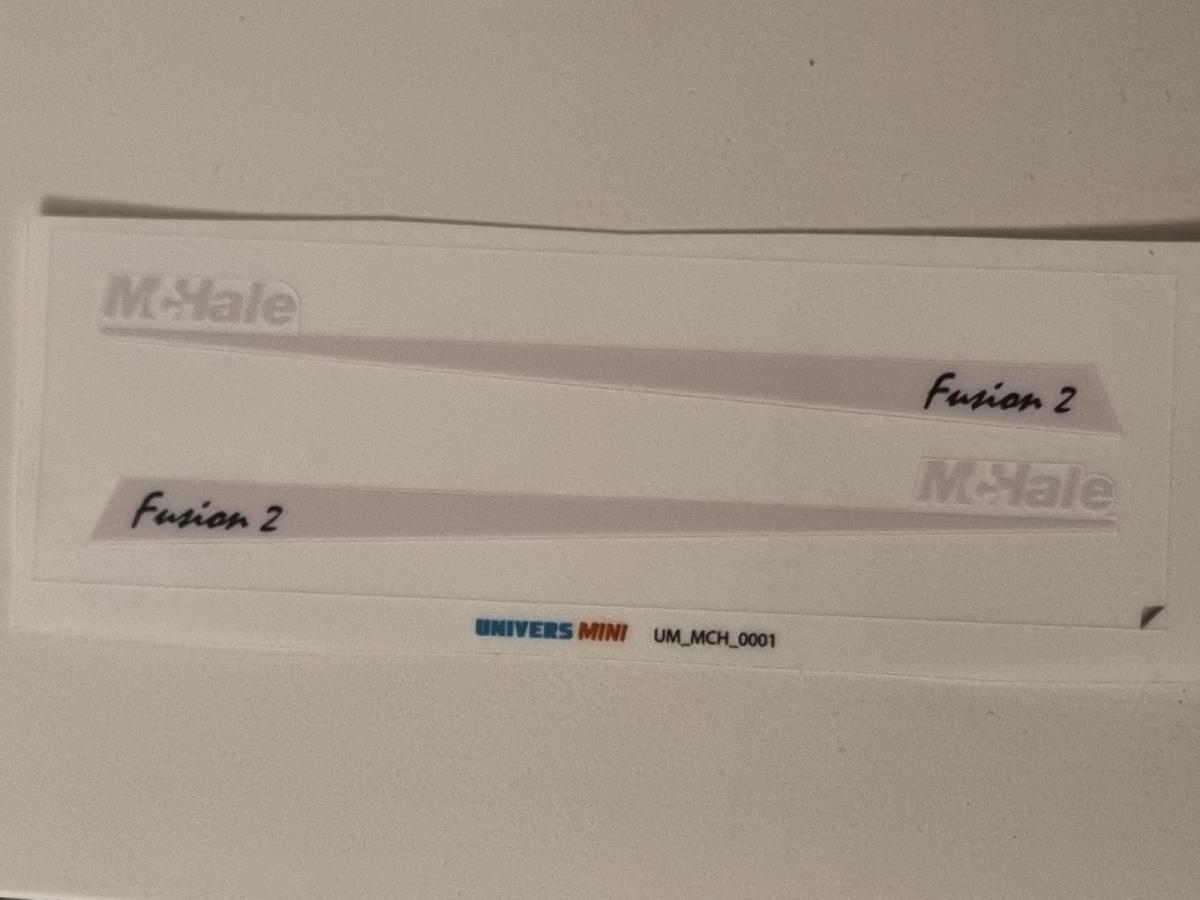 McHale
Fusion 2
McHale
Fusion 2
UNIVERS MINI UM_MCH_0001